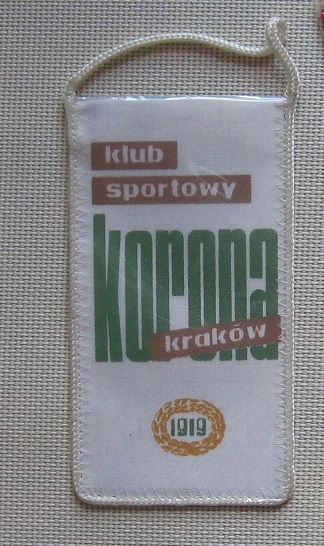 klub
sportowy
korona
kraków
1919